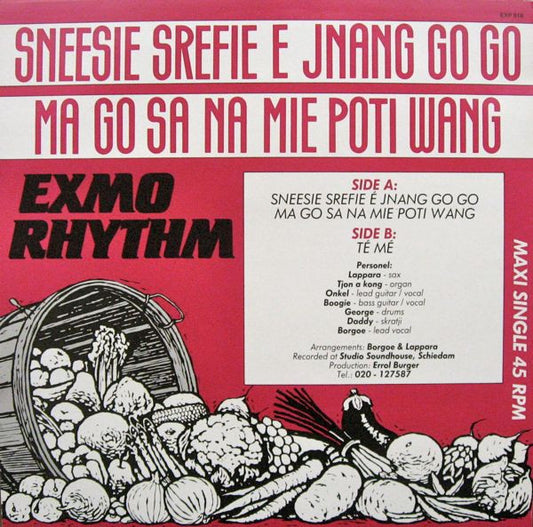 EXP 014
SNEESIE SREFIE E JNANG GO GO
MA GO SA NA MIE POTI WANG
EXMO
RHYTHM
SIDE A:
SNEESIE SREFIE É JNANG GO GO
MA GO SA NA MIE POTI WANG
SIDE B:
TÉ MÉ
Personel:
Lappara - sax
Tjon a kong - organ
Onkel - lead guitar / vocal
Boogie - bass guitar / vocal
George - drums
Daddy - skratji
Borgoe - lead vocal
Arrangements: Borgoe & Lappara
Recorded at Studio Soundhouse, Schiedam
Production: Errol Burger
Tel.: 020 - 127587
MAXI SINGLE 45 RPM